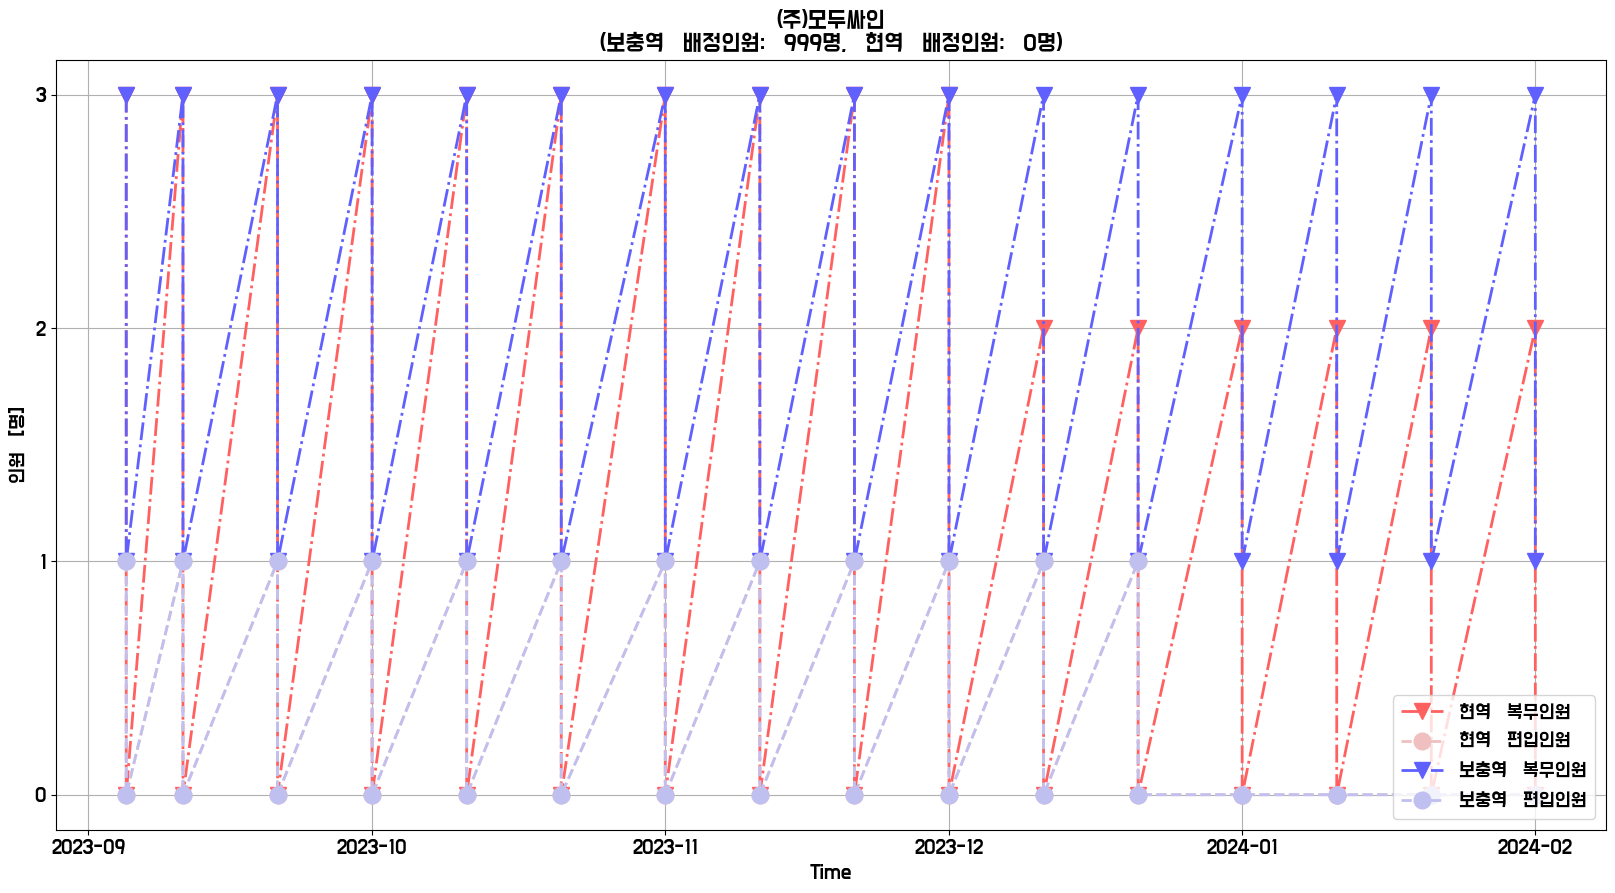 (주)모두싸인
(보충역 배정인원: 999명, 현역 배정인원: 0명)
3
2
1
0
인원 [명]
현역 복무인원
현역 편입인원
보충역 복무인원
보충역 편입인원
2023-09 2023-10 2023-11 2023-12 2024-01 2024-02
Time